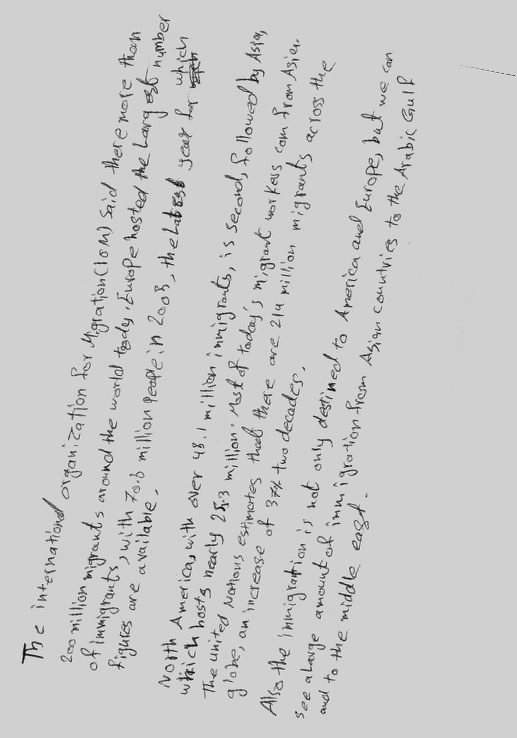 The international organization for Migration (IOM) said there more than
200 million migrants around the world today. Europe hosted the Largest number
of immigrants, with 70.6 million people in 2005, the Latest year for which
figures are available.
North America, with over 45.1 million immigrants, is second, followed by Asia,
which hosts nearly 25.3 million. Most of today's migrant workers com from Asia.
The united Nations estimates that there are 214 million migrants across the
globe, an increase of 37% two decades.
Also the immigration is not only destined to America and Europe, but we can
see a large amount of immigration from Asian countries to the Arabic Gulf
and to the middle east.